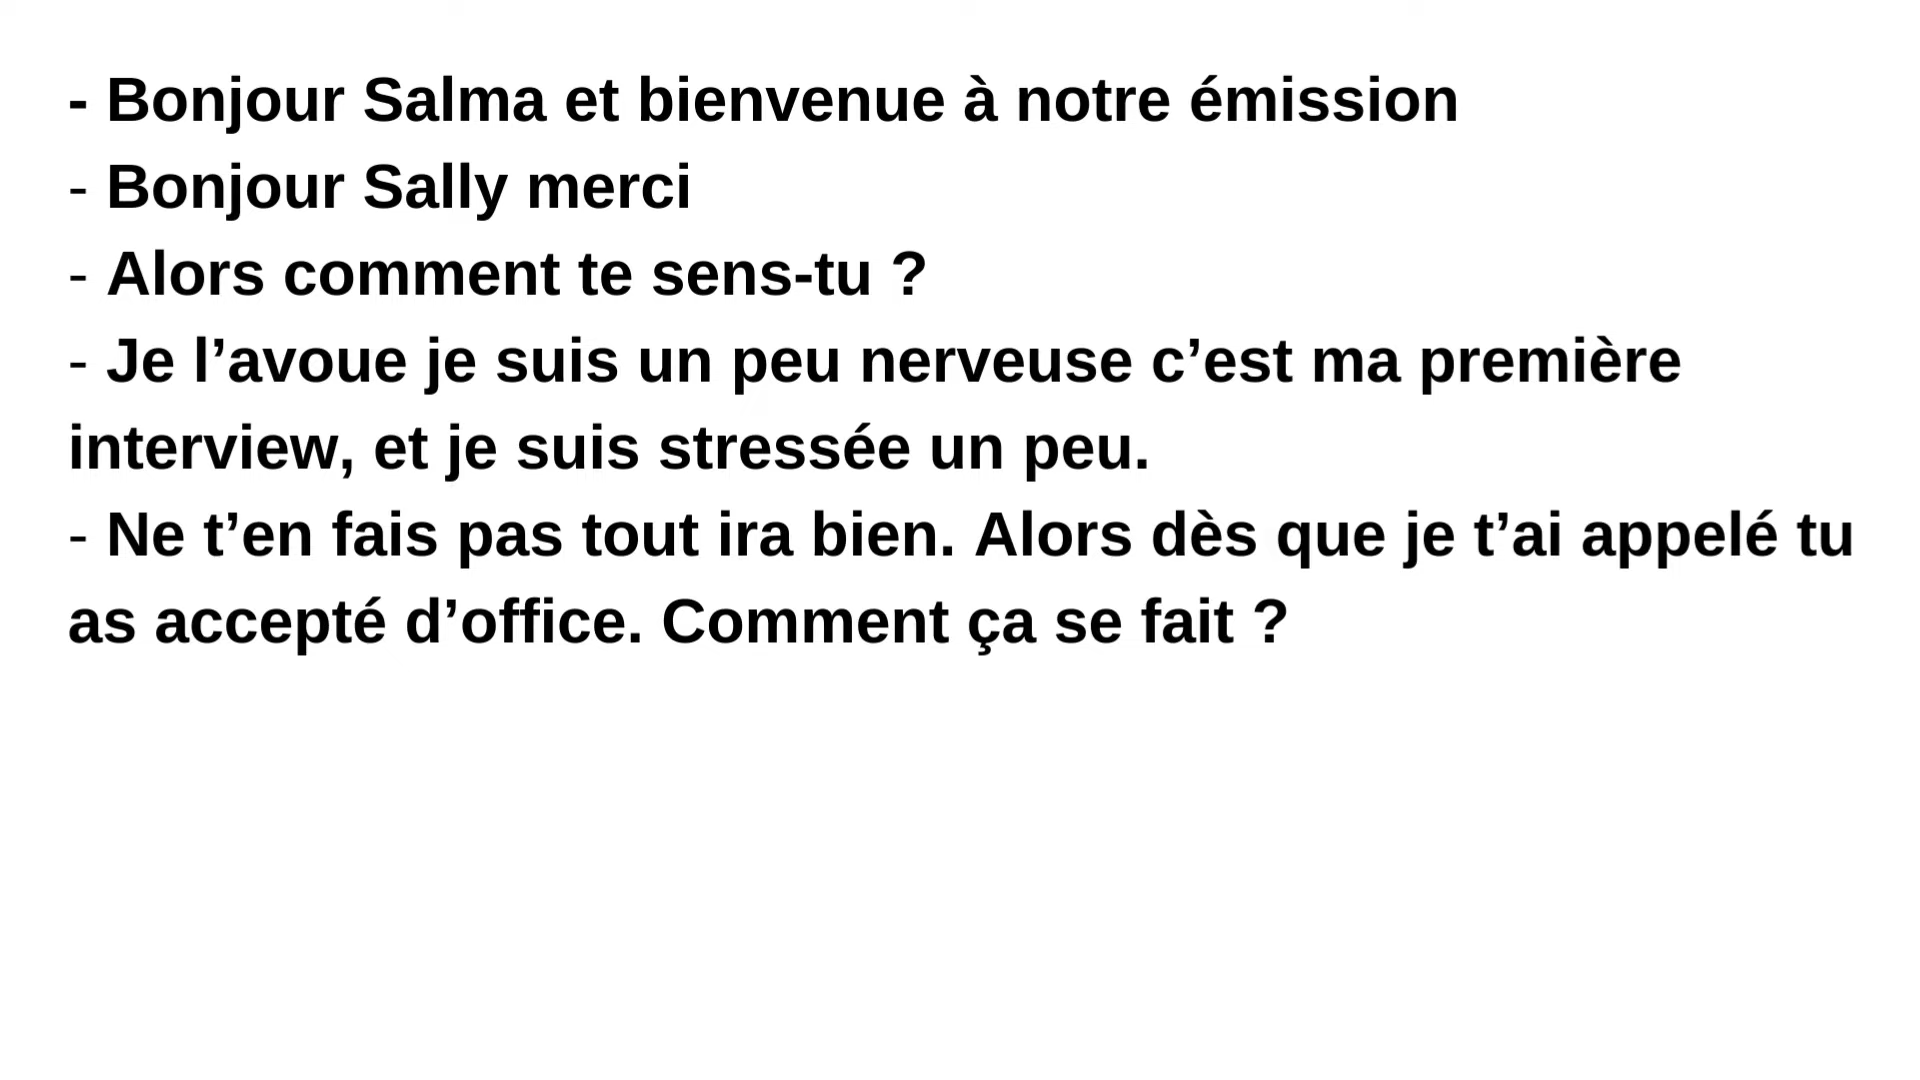 - Bonjour Salma et bienvenue à notre émission
- Bonjour Sally merci
- Alors comment te sens-tu ?
- Je l’avoue je suis un peu nerveuse c’est ma première
interview, et je suis stressée un peu.
- Ne t’en fais pas tout ira bien. Alors dès que je t’ai appelé tu
as accepté d’office. Comment ça se fait ?